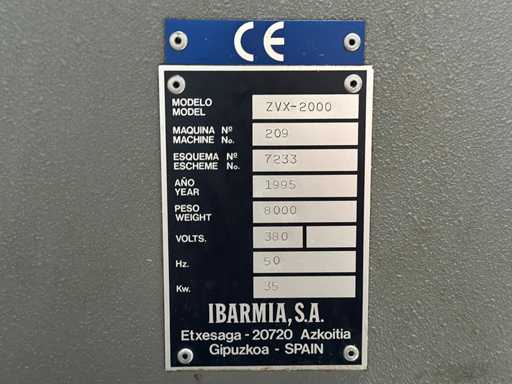 CE
MODELO
MODEL
ZVX-2000
MAQUINA Nº
MACHINE No.
209
ESQUEMA Nº
ESCHEME No.
7233
AÑO
YEAR
1995
PESO
WEIGHT
8000
VOLTS.
380
Hz.
50
Kw.
35
IBARMIA, S.A.
Etxesaga - 20720 Azkoitia
Gipuzkoa - SPAIN